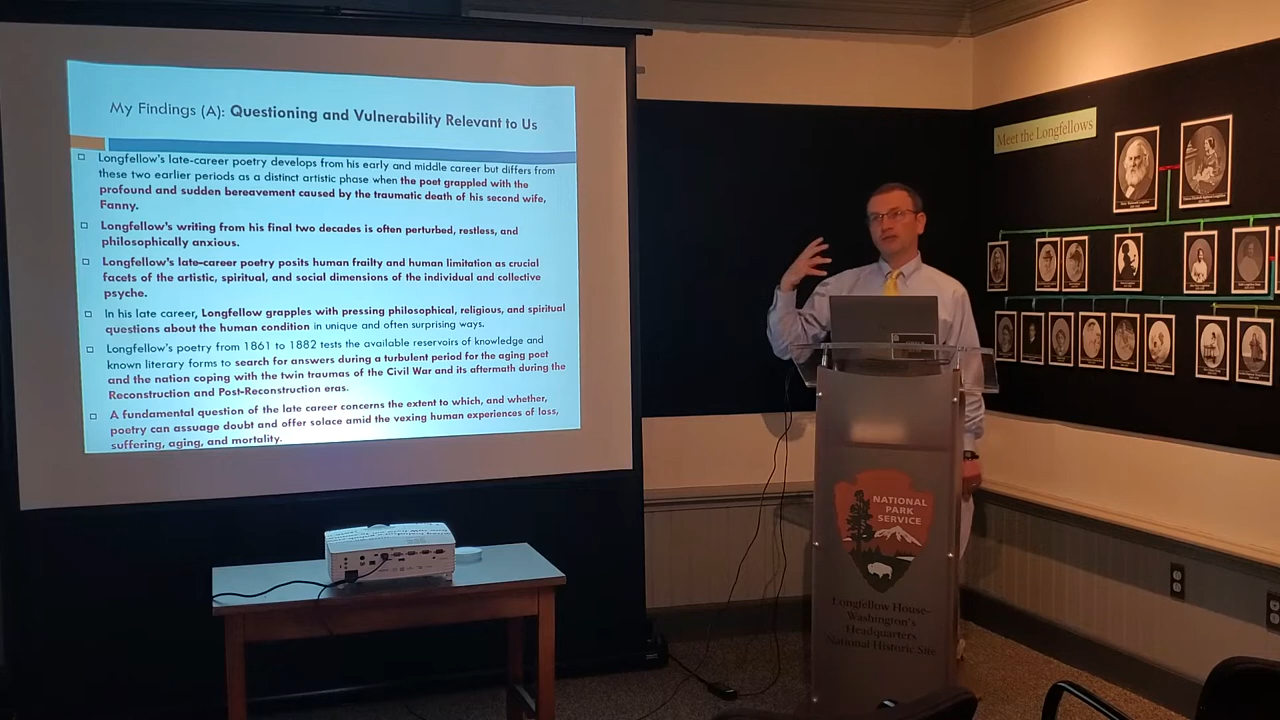 My Findings (A): Questioning and Vulnerability Relevant to Us
□ Longfellow's late-career poetry develops from his early and middle career but differs from
these two earlier periods as a distinct artistic phase when the poet grappled with the
profound and sudden bereavement caused by the traumatic death of his second wife,
Fanny.
□ Longfellow's writing from his final two decades is often perturbed, restless, and
philosophically anxious.
□ Longfellow's late-career poetry posits human frailty and human limitation as crucial
facets of the artistic, spiritual, and social dimensions of the individual and collective
psyche.
□ In his late career, Longfellow grapples with pressing philosophical, religious, and spiritual
questions about the human condition in unique and often surprising ways.
□ Longfellow's poetry from 1861 to 1882 tests the available reservoirs of knowledge and
known literary forms to search for answers during a turbulent period for the aging poet
and the nation coping with the twin traumas of the Civil War and its aftermath during the
Reconstruction and Post-Reconstruction eras.
□ A fundamental question of the late career concerns the extent to which, and whether,
poetry can assuage doubt and offer solace amid the vexing human experiences of loss,
suffering, aging, and mortality.
Meet the Longfellows
NATIONAL
PARK
SERVICE
Longfellow House-
Washington's
Headquarters
National Historic Site